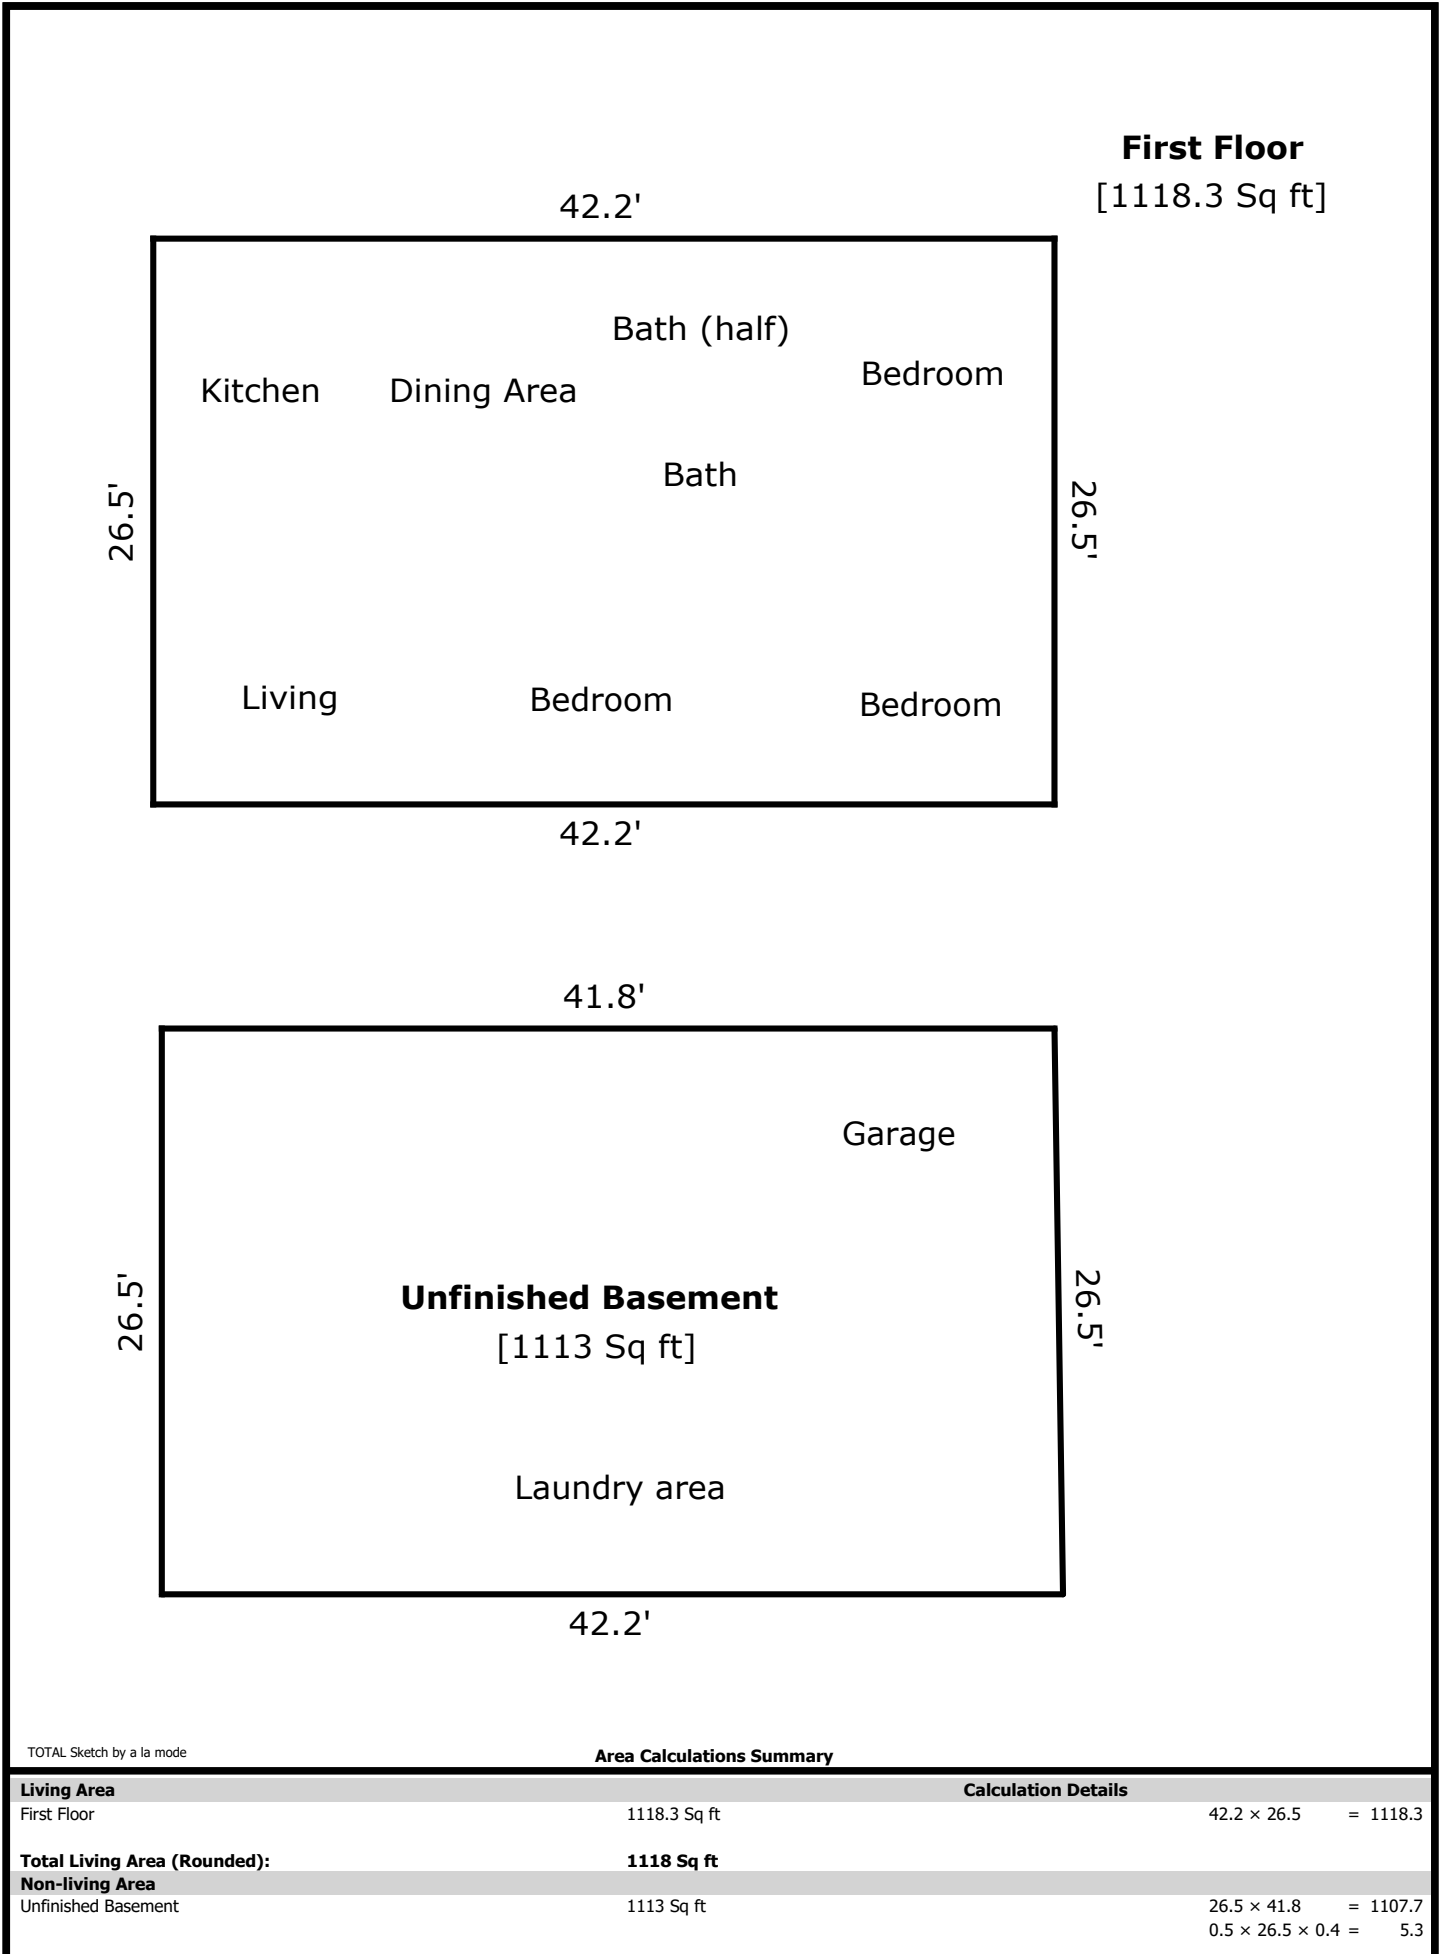 First Floor
[1118.3 Sq ft]
42.2'
Bath (half)
Bedroom
Kitchen Dining Area
Bath
26.5'
26.5'
Living Bedroom Bedroom
42.2'
41.8'
Garage
26.5'
Unfinished Basement
26.5'
[1113 Sq ft]
Laundry area
42.2'
TOTAL Sketch by a la mode
Area Calculations Summary
Living Area Calculation Details
First Floor 1118.3 Sq ft 42.2 × 26.5 = 1118.3
Total Living Area (Rounded): 1118 Sq ft
Non-living Area
Unfinished Basement 1113 Sq ft 26.5 × 41.8 = 1107.7
0.5 × 26.5 × 0.4 = 5.3